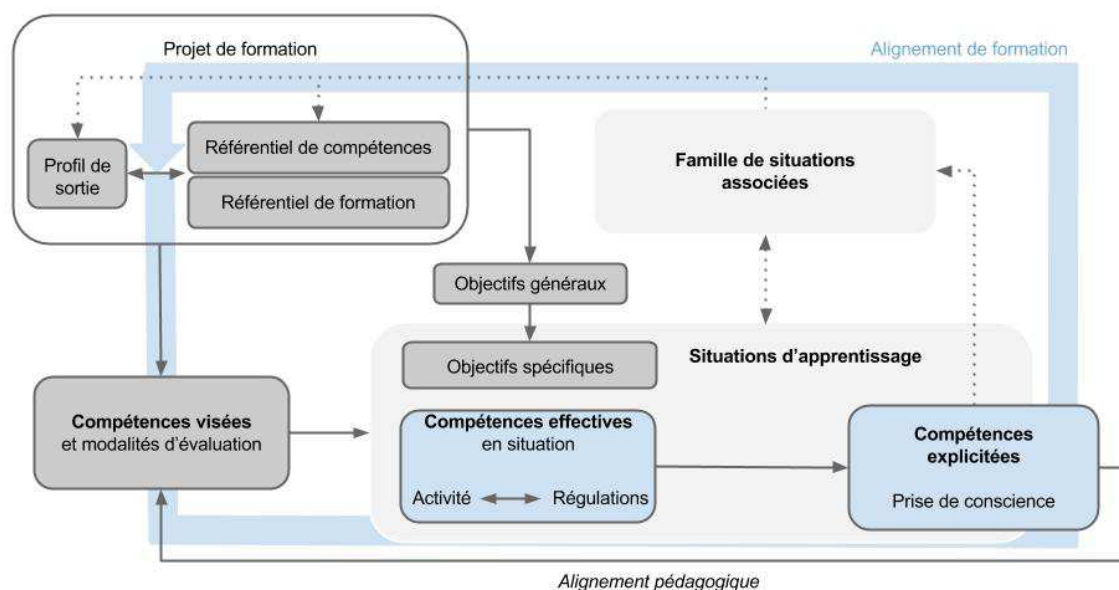 Projet de formation
Alignement de formation
Profil de
sortie
Référentiel de compétences
Référentiel de formation
Famille de situations
associées
Objectifs généraux
Objectifs spécifiques
Situations d'apprentissage
Compétences visées
et modalités d'évaluation
Compétences effectives
en situation
Activité
Régulations
Compétences
explicitées
Prise de conscience
Alignement pédagogique